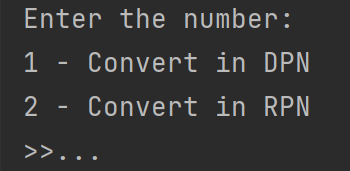 Enter the number:
1 - Convert in DPN
2 - Convert in RPN
>>...